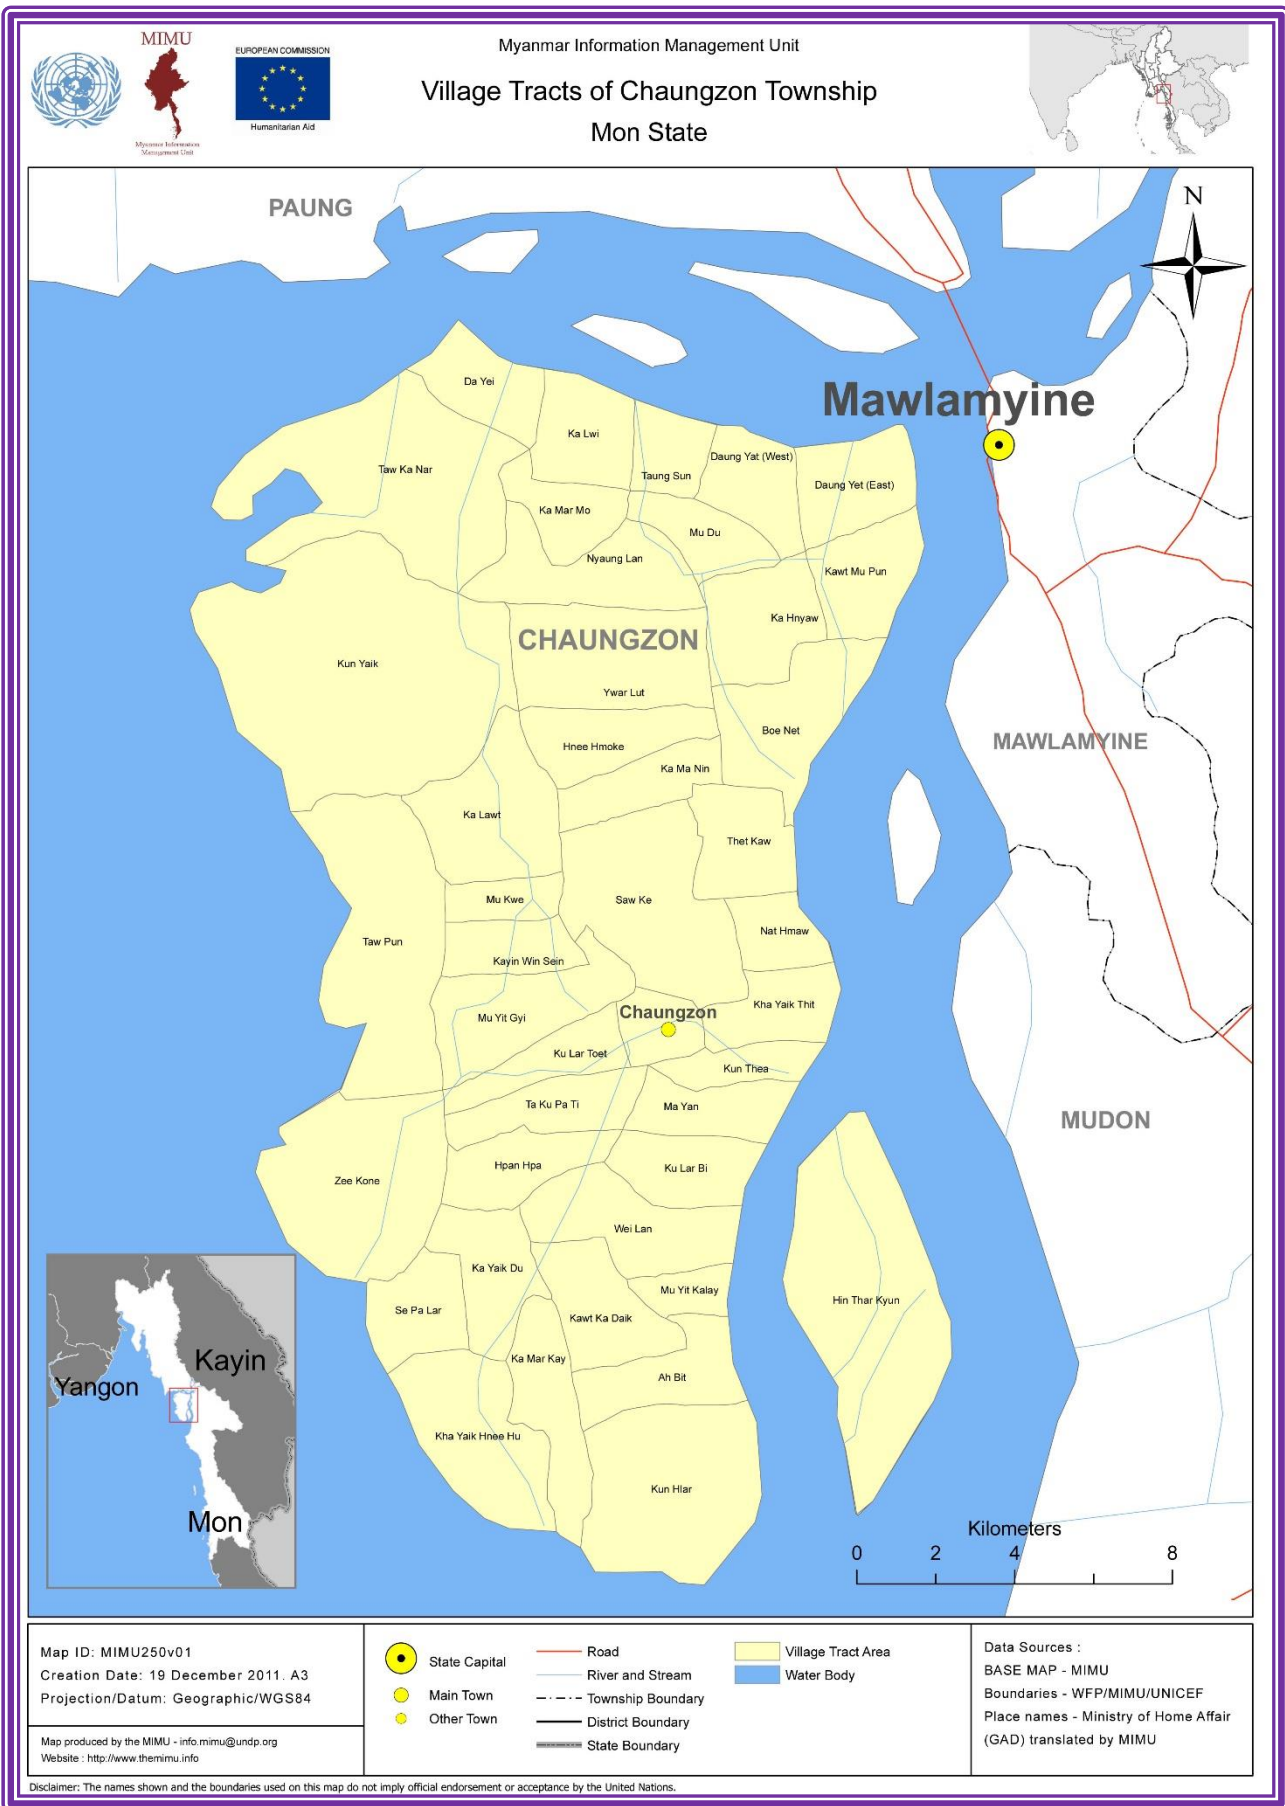 MIMU
Myanmar Information
Management Unit
EUROPEAN COMMISSION
Humanitarian Aid
Myanmar Information Management Unit
Village Tracts of Chaungzon Township
Mon State
PAUNG
N
Da Yei
Mawlamyine
Ka Lwi
Daung Yat (West)
Taw Ka Nar
Taung Sun
Daung Yet (East)
Ka Mar Mo
Mu Du
Nyaung Lan
Kawt Mu Pun
Ka Hnyaw
CHAUNGZON
Kun Yaik
Ywar Lut
Boe Net
MAWLAMYINE
Hnee Hmoke
Ka Ma Nin
Ka Lawt
Thet Kaw
Mu Kwe
Saw Ke
Nat Hmaw
Taw Pun
Kayin Win Sein
Kha Yaik Thit
Chaungzon
Mu Yit Gyi
Ku Lar Toet
Kun Thea
Ta Ku Pa Ti
Ma Yan
MUDON
Hpan Hpa
Ku Lar Bi
Zee Kone
Wei Lan
Ka Yaik Du
Mu Yit Kalay
Hin Thar Kyun
Se Pa Lar
Kawt Ka Daik
Ka Mar Kay
Ah Bit
Kha Yaik Hnee Hu
Kun Hlar
Kayin
Yangon
Mon
Kilometers
0 2 4 8
Map ID: MIMU250v01
Creation Date: 19 December 2011. A3
Projection/Datum: Geographic/WGS84
Map produced by the MIMU - info.mimu@undp.org
Website : http://www.themimu.info
State Capital
Main Town
Other Town
Road
River and Stream
Township Boundary
District Boundary
State Boundary
Village Tract Area
Water Body
Data Sources :
BASE MAP - MIMU
Boundaries - WFP/MIMU/UNICEF
Place names - Ministry of Home Affair
(GAD) translated by MIMU
Disclaimer: The names shown and the boundaries used on this map do not imply official endorsement or acceptance by the United Nations.